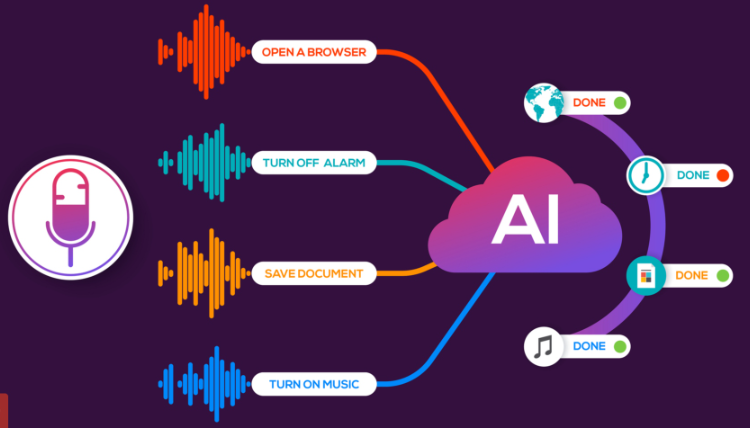 OPEN A BROWSER
TURN OFF ALARM
SAVE DOCUMENT
TURN ON MUSIC
AI
DONE
DONE
DONE
DONE